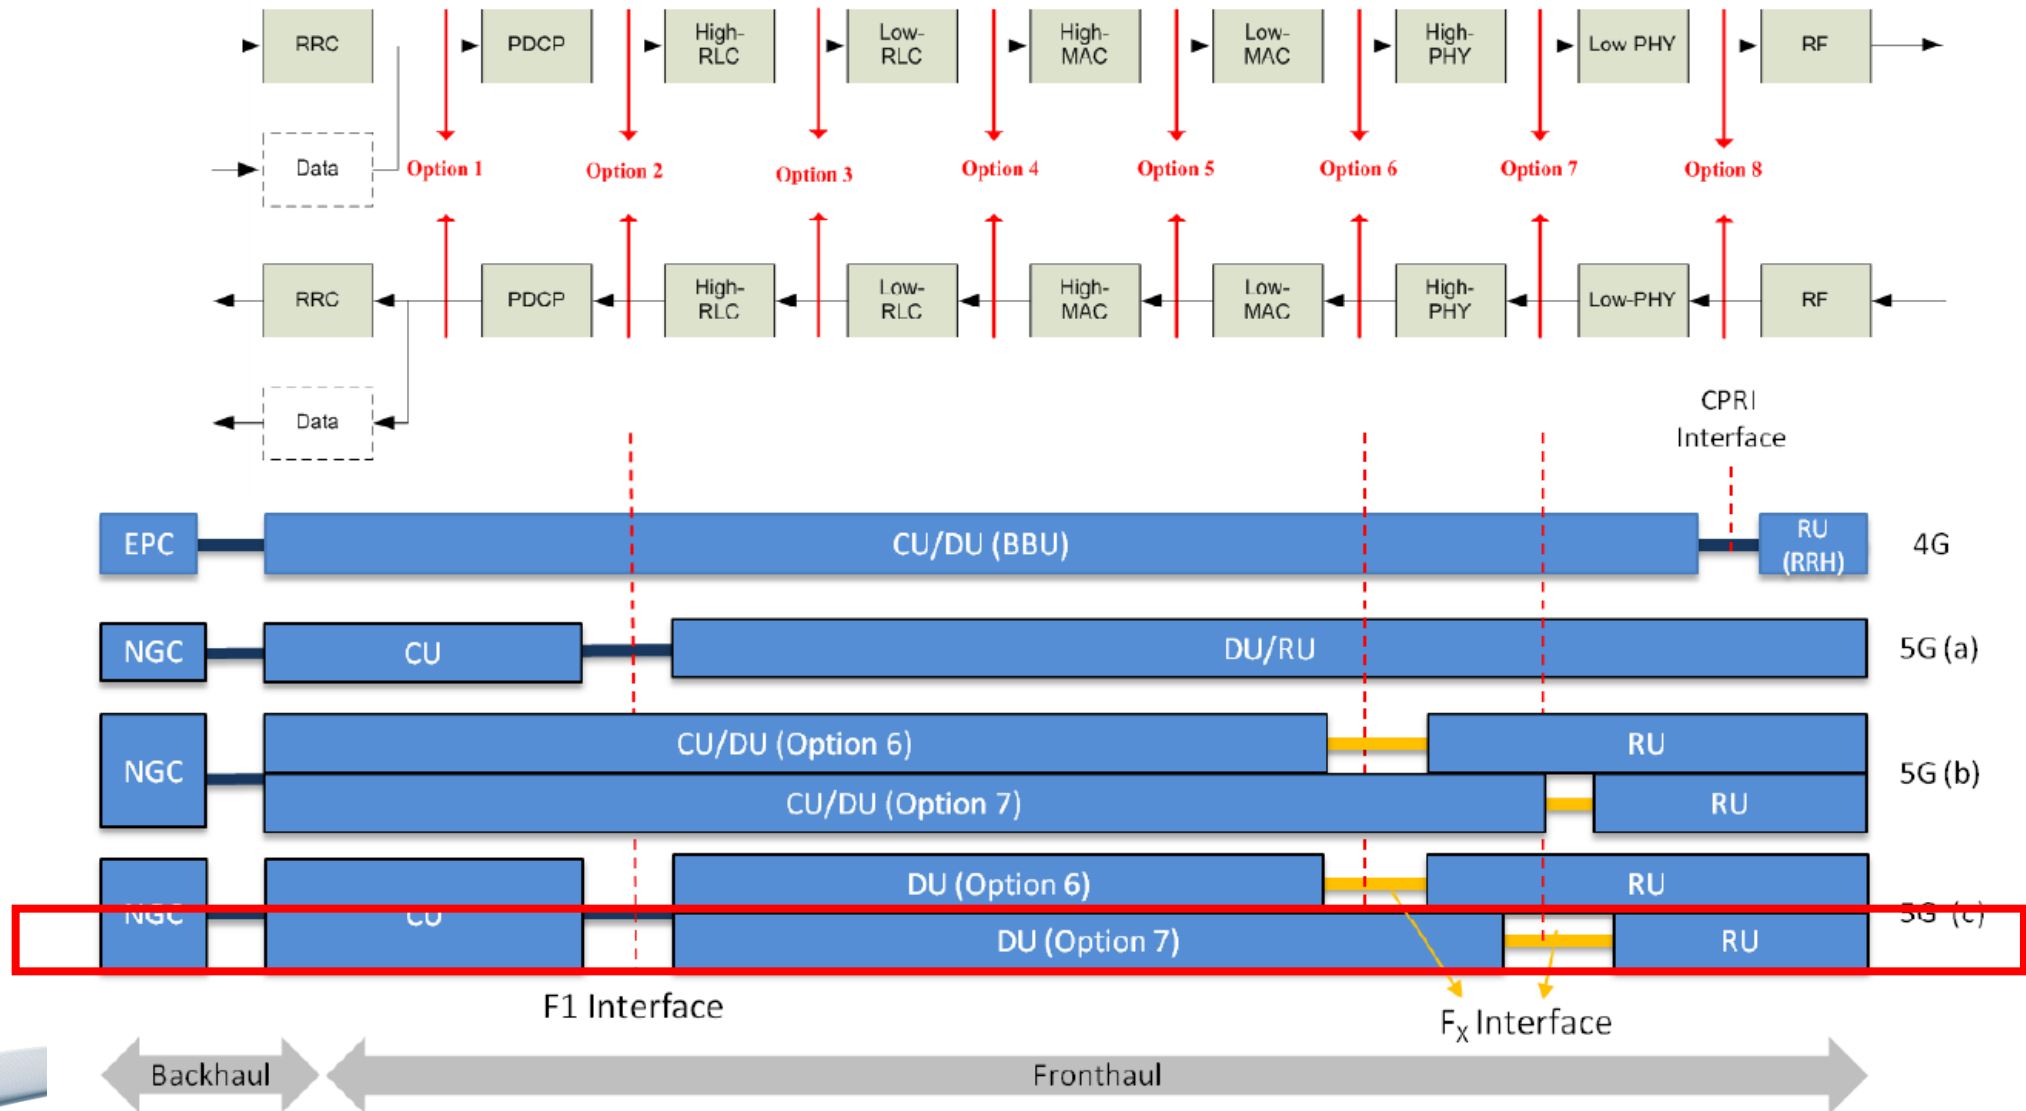 RRC
PDCP
High-
RLC
Low-
RLC
High-
MAC
Low-
MAC
High-
PHY
Low PHY
RF
Data
Option 1
Option 2
Option 3
Option 4
Option 5
Option 6
Option 7
Option 8
RRC
PDCP
High-
RLC
Low-
RLC
High-
MAC
Low-
MAC
High-
PHY
Low-PHY
RF
Data
CPRI
Interface
EPC
CU/DU (BBU)
RU
(RRH)
4G
NGC
CU
DU/RU
5G (a)
NGC
CU/DU (Option 6)
RU
CU/DU (Option 7)
RU
5G (b)
NGC
CU
DU (Option 6)
RU
DU (Option 7)
RU
5G (c)
F1 Interface
FX Interface
Backhaul
Fronthaul